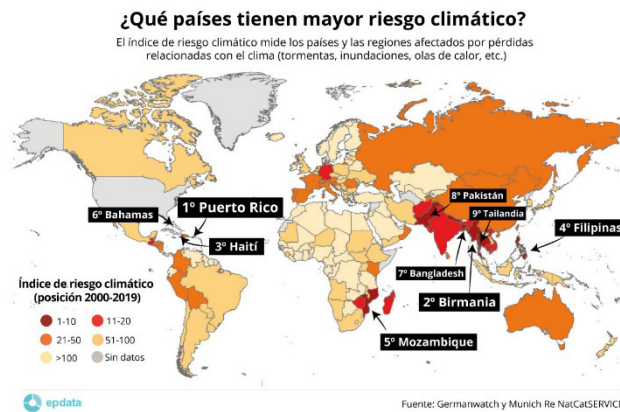 ¿Qué países tienen mayor riesgo climático?
El índice de riesgo climático mide los países y las regiones afectados por pérdidas
relacionadas con el clima (tormentas, inundaciones, olas de calor, etc.)
8º Pakistán
1º Puerto Rico
9º Tailandia
6º Bahamas
4º Filipinas
3º Haití
7º Bangladesh
2º Birmania
5º Mozambique
Índice de riesgo climático
(posición 2000-2019)
1-10
11-20
21-50
51-100
>100
Sin datos
epdata
Fuente: Germanwatch y Munich Re NatCatSERVICE